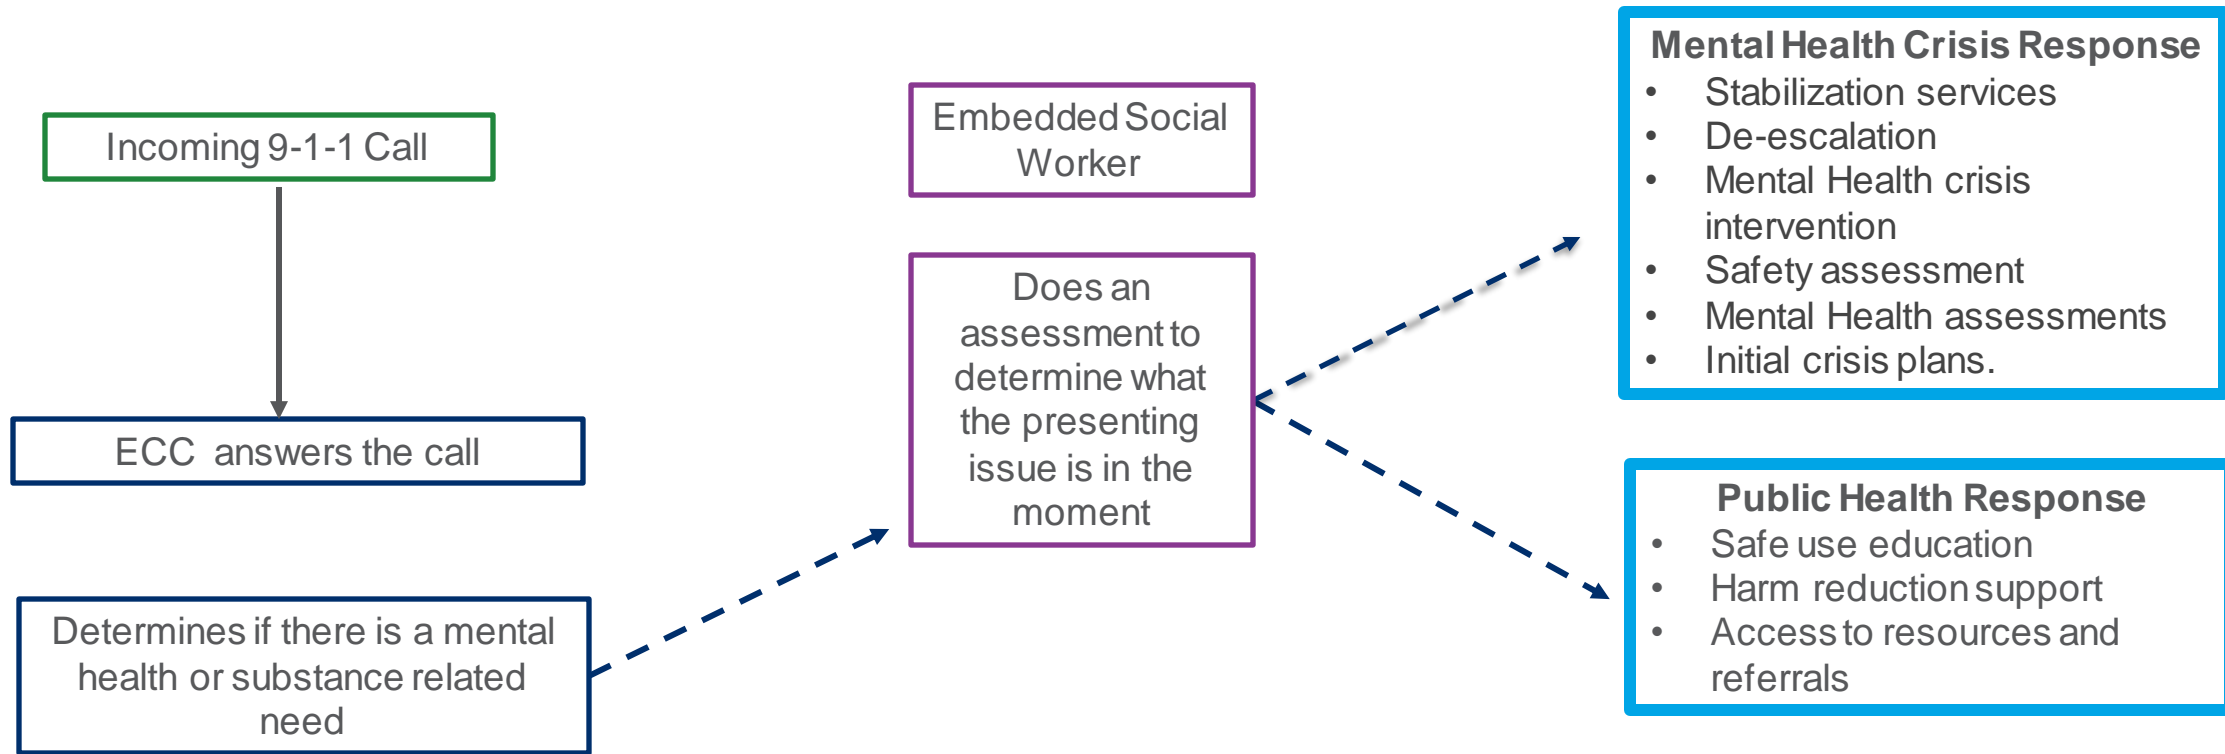 Incoming 9-1-1 Call
ECC answers the call
Determines if there is a mental
health or substance related
need
Embedded Social
Worker
Does an
assessment to
determine what
the presenting
issue is in the
moment
Mental Health Crisis Response
• Stabilization services
• De-escalation
• Mental Health crisis
intervention
• Safety assessment
• Mental Health assessments
• Initial crisis plans.
Public Health Response
• Safe use education
• Harm reduction support
• Access to resources and
referrals